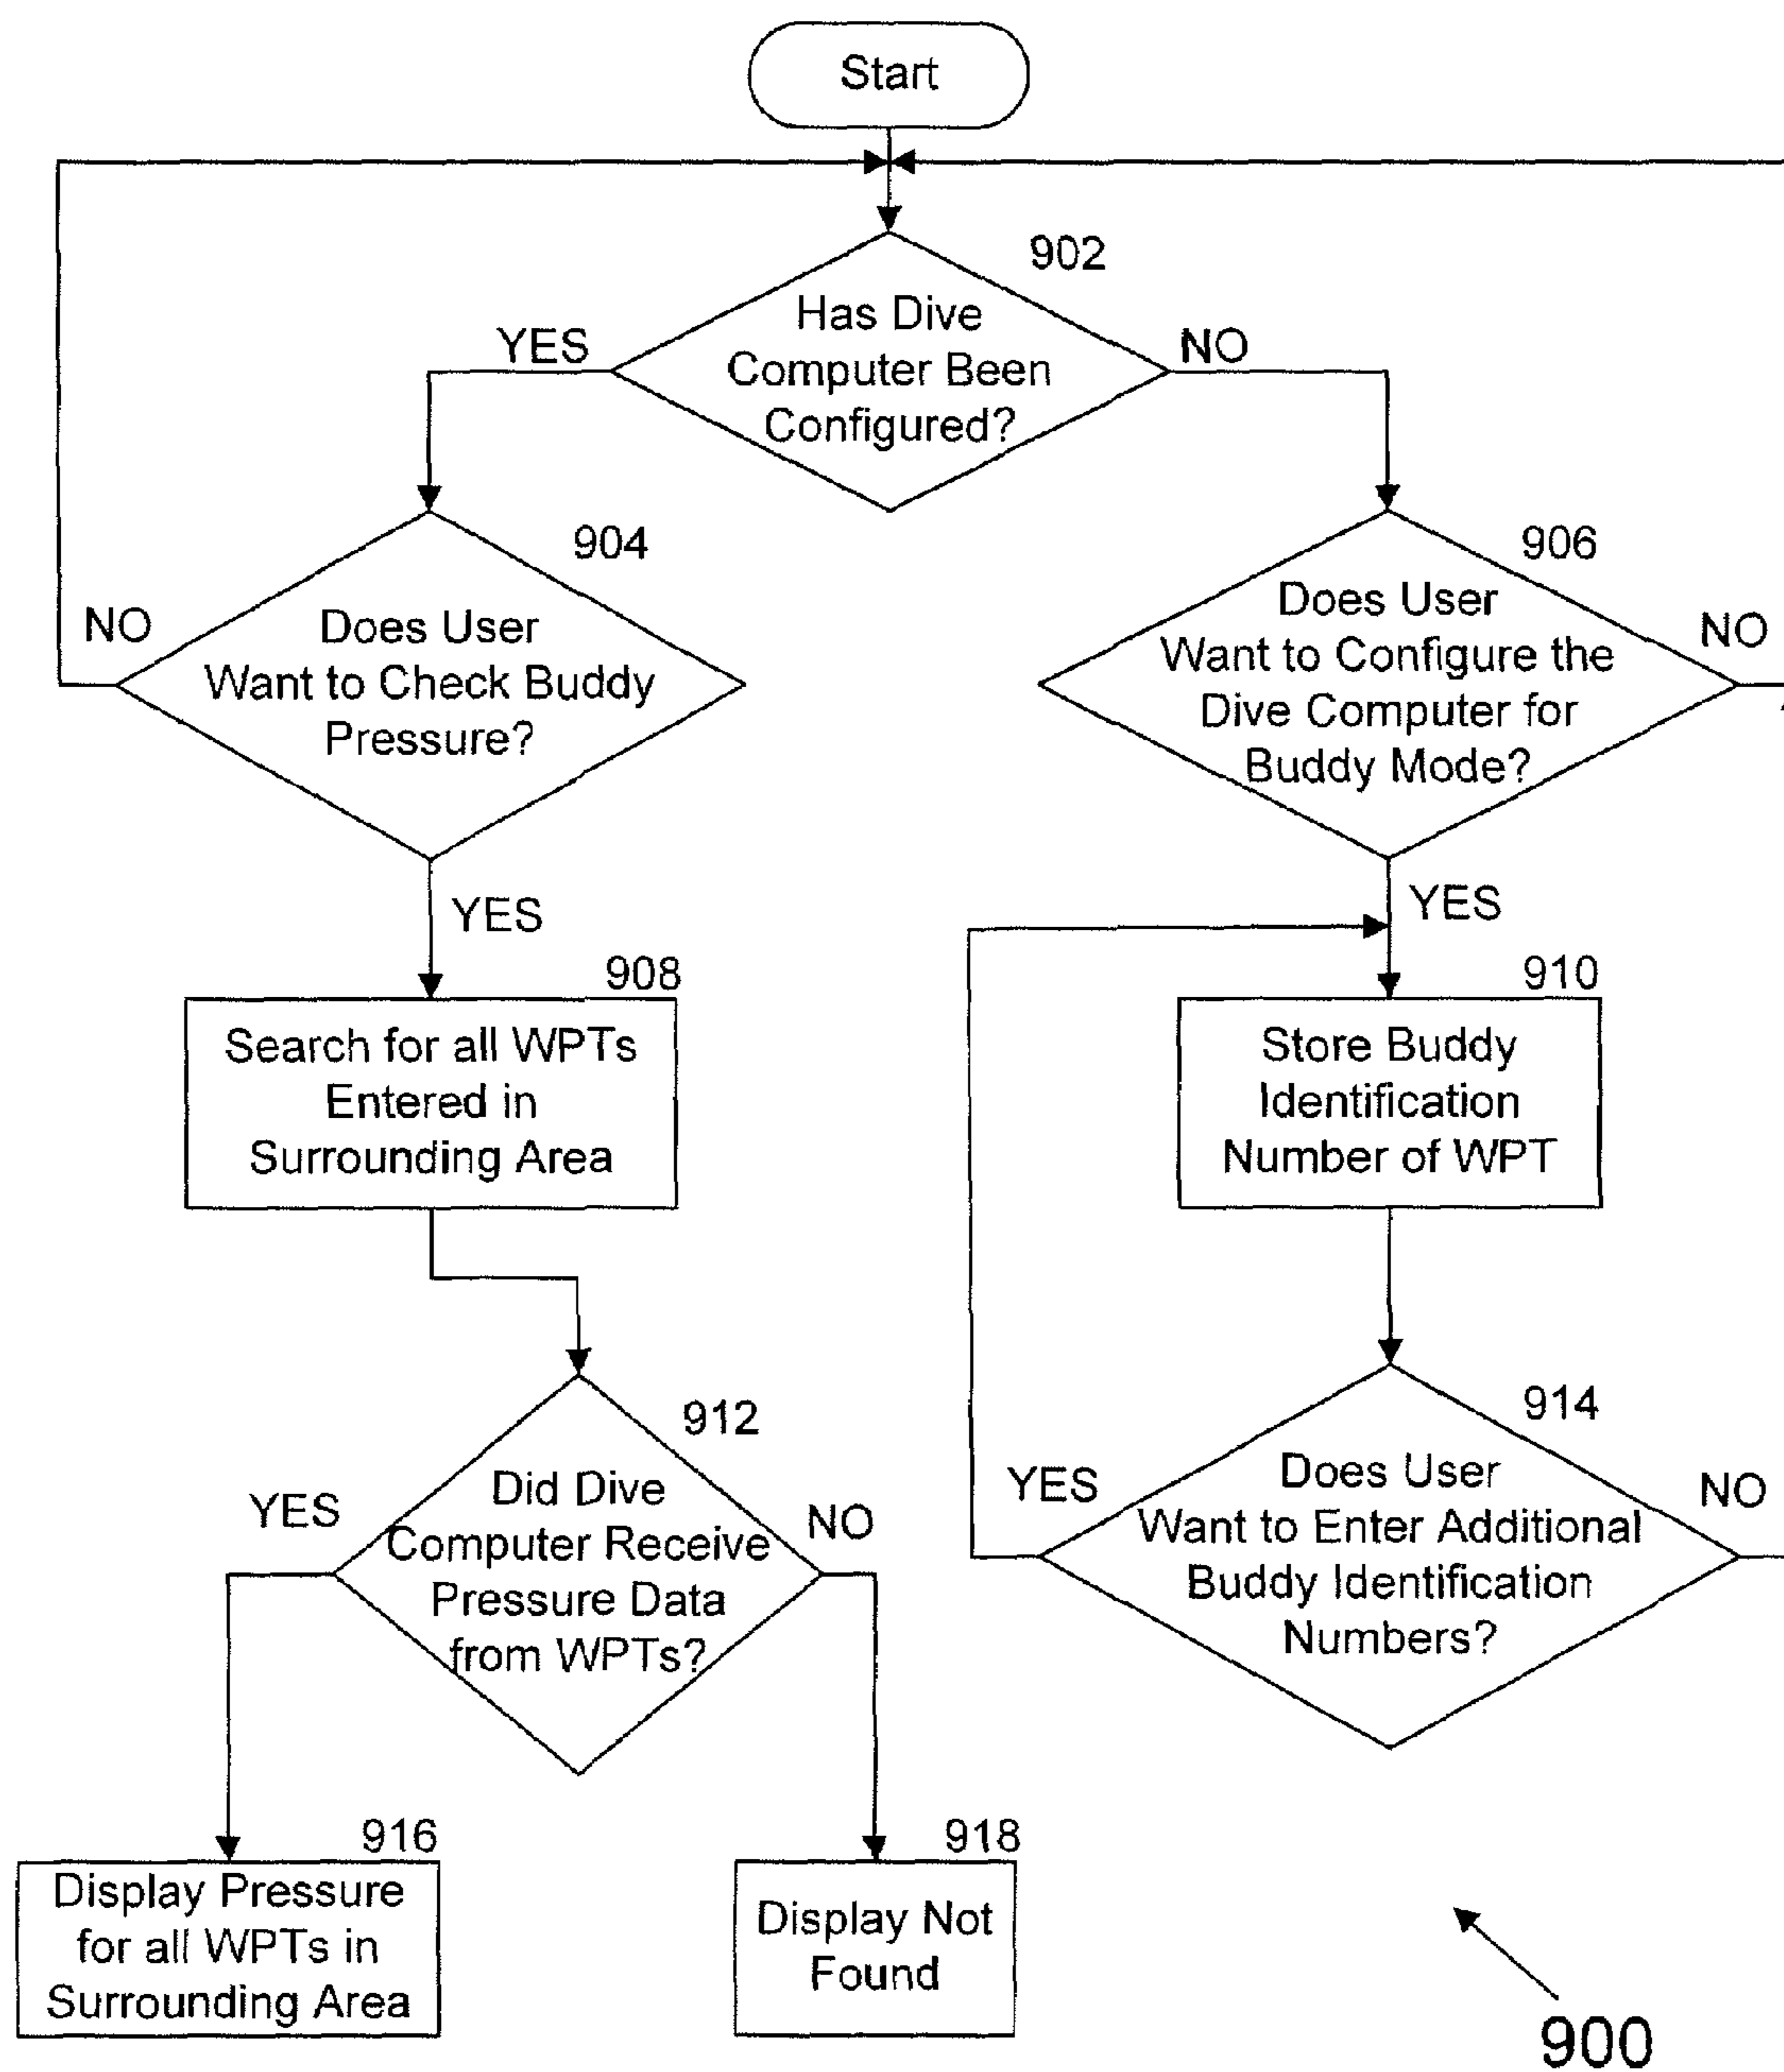 Start
902
Has Dive
Computer Been
Configured?
YES
NO
904
Does User
Want to Check Buddy
Pressure?
NO
YES
906
Does User
Want to Configure the
Dive Computer for
Buddy Mode?
NO
YES
908
Search for all WPTs
Entered in
Surrounding Area
910
Store Buddy
Identification
Number of WPT
912
Did Dive
Computer Receive
Pressure Data
from WPTs?
YES
NO
914
Does User
Want to Enter Additional
Buddy Identification
Numbers?
YES
NO
916
Display Pressure
for all WPTs in
Surrounding Area
918
Display Not
Found
900